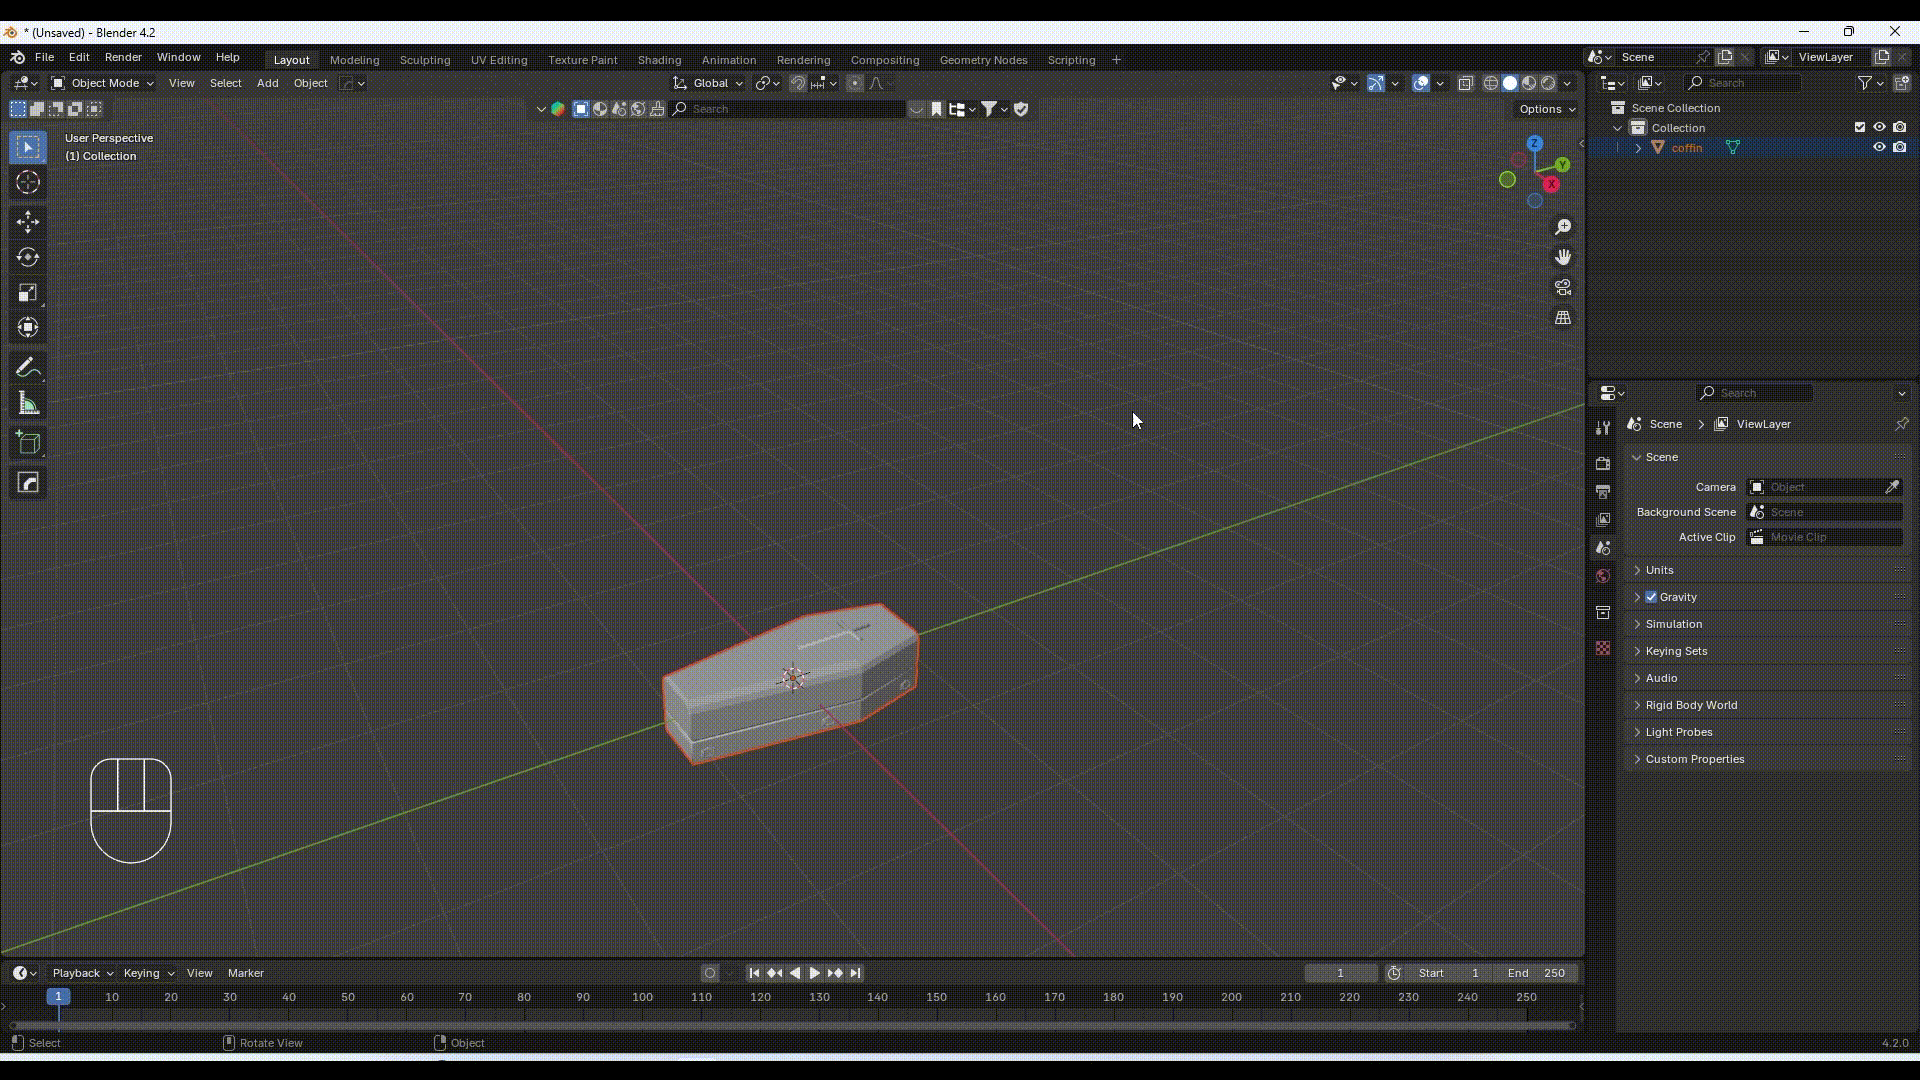 * (Unsaved) - Blender 4.2
File Edit Render Window Help Layout Modeling Sculpting UV Editing Texture Paint Shading Animation Rendering Compositing Geometry Nodes Scripting + Scene ViewLayer
Object Mode View Select Add Object Global Search
Search Options
User Perspective
(1) Collection
Z
Y
X
Scene Collection
Collection
coffin
Search
Scene > ViewLayer
Scene
Camera Object
Background Scene Scene
Active Clip Movie Clip
Units
Gravity
Simulation
Keying Sets
Audio
Rigid Body World
Light Probes
Custom Properties
Playback Keying View Marker 1 Start 1 End 250
1 10 20 30 40 50 60 70 80 90 100 110 120 130 140 150 160 170 180 190 200 210 220 230 240 250
Select Rotate View Object 4.2.0